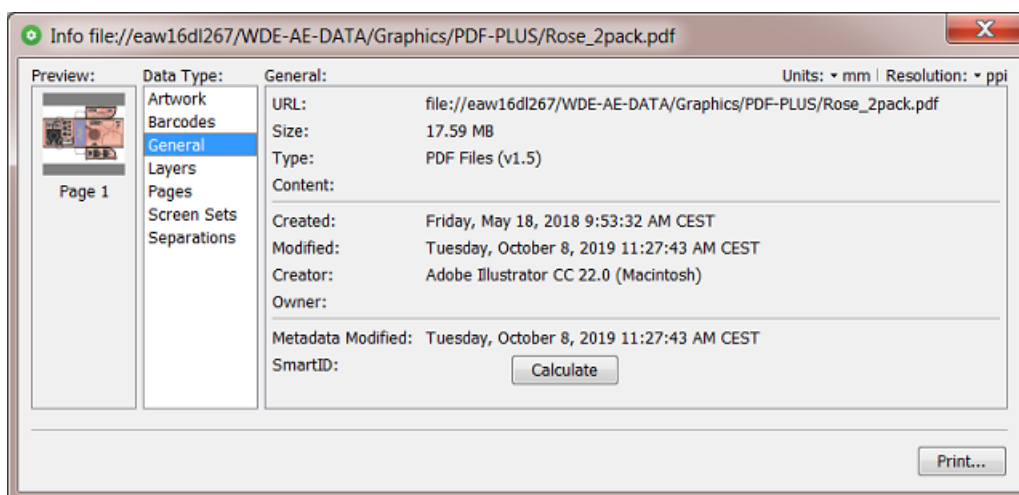 Info file://eaw16dl267/WDE-AE-DATA/Graphics/PDF-PLUS/Rose_2pack.pdf
X
Preview:
Page 1
Data Type:
Artwork
Barcodes
General
Layers
Pages
Screen Sets
Separations
General:
Units: mm | Resolution: ppi
URL: file://eaw16dl267/WDE-AE-DATA/Graphics/PDF-PLUS/Rose_2pack.pdf
Size: 17.59 MB
Type: PDF Files (v1.5)
Content:
Created: Friday, May 18, 2018 9:53:32 AM CEST
Modified: Tuesday, October 8, 2019 11:27:43 AM CEST
Creator: Adobe Illustrator CC 22.0 (Macintosh)
Owner:
Metadata Modified: Tuesday, October 8, 2019 11:27:43 AM CEST
SmartID: Calculate
Print...